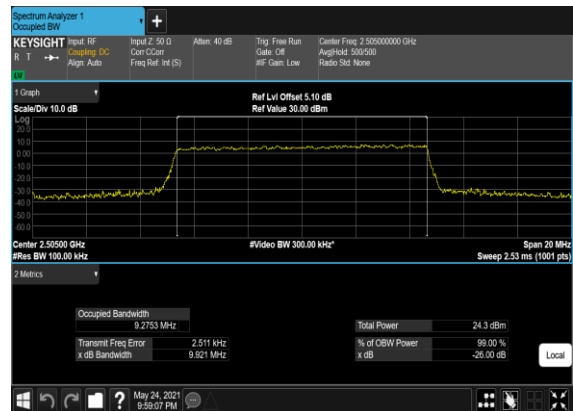 Spectrum Analyzer 1
Occupied BW
KEYSIGHT Input: RF Input Z: 50 Ω Atten: 40 dB Trig: Free Run Center Freq: 2.505000000 GHz
R T Coupling: DC Corr CCorr Gate: Off Avg|Hold: 500/500
Align: Auto Freq Ref: Int (S) #IF Gain: Low Radio Std: None
LW
1 Graph
Ref Lvl Offset 5.10 dB
Scale/Div 10.0 dB Ref Value 30.00 dBm
Log
20.0
10.0
0.00
-10.0
-20.0
-30.0
-40.0
-50.0
-60.0
Center 2.50500 GHz #Video BW 300.00 kHz* Span 20 MHz
#Res BW 100.00 kHz Sweep 2.53 ms (1001 pts)
2 Metrics
Occupied Bandwidth
9.2753 MHz Total Power 24.3 dBm
Transmit Freq Error 2.511 kHz % of OBW Power 99.00 %
x dB Bandwidth 9.921 MHz x dB -26.00 dB
Local
May 24, 2021
9:59:07 PM